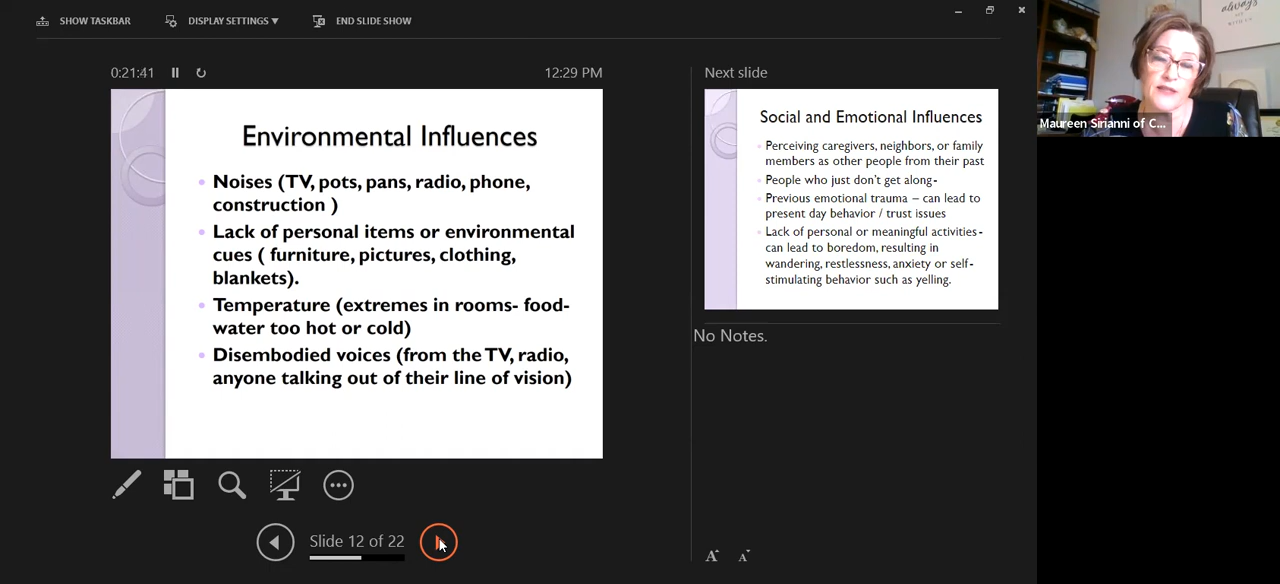 SHOW TASKBAR
DISPLAY SETTINGS ▼
END SLIDE SHOW
0:21:41
12:29 PM
Environmental Influences
• Noises (TV, pots, pans, radio, phone,
construction )
• Lack of personal items or environmental
cues ( furniture, pictures, clothing,
blankets).
• Temperature (extremes in rooms- food-
water too hot or cold)
• Disembodied voices (from the TV, radio,
anyone talking out of their line of vision)
Slide 12 of 22
Next slide
Social and Emotional Influences
• Perceiving caregivers, neighbors, or family
members as other people from their past
• People who just don't get along-
• Previous emotional trauma – can lead to
present day behavior / trust issues
• Lack of personal or meaningful activities-
can lead to boredom, resulting in
wandering, restlessness, anxiety or self-
stimulating behavior such as yelling.
No Notes.
A A
always
Maureen Sirianni of C...